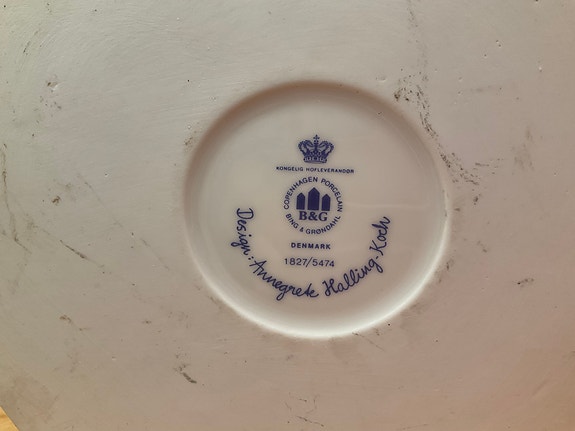 KONGELIG HOFLEVERANDØR
COPENHAGEN PORCELAIN
B&G
BING & GRØNDAHL
DENMARK
1827/5474
Design · Annegrete Halling-Koch